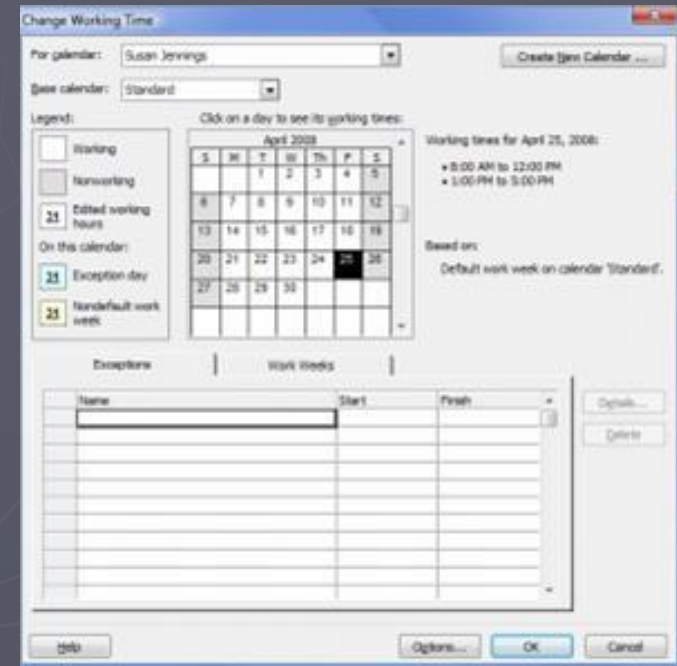 Change Working Time
For calendar: Susan Jennings
Create New Calendar ...
Base calendar: Standard
Legend:
Click on a day to see its working times:
Working
Nonworking
31 Edited working hours
On this calendar:
31 Exception day
31 Nondefault work week
April 2008
S M T W Th F S
1 2 3 4 5
6 7 8 9 10 11 12
13 14 15 16 17 18 19
20 21 22 23 24 25 26
27 28 29 30
Working times for April 25, 2008:
• 8:00 AM to 12:00 PM
• 1:00 PM to 5:00 PM
Based on:
Default work week on calendar 'Standard'.
Exceptions
Work Weeks
Name Start Finish
Details...
Delete
Help
Options...
OK
Cancel